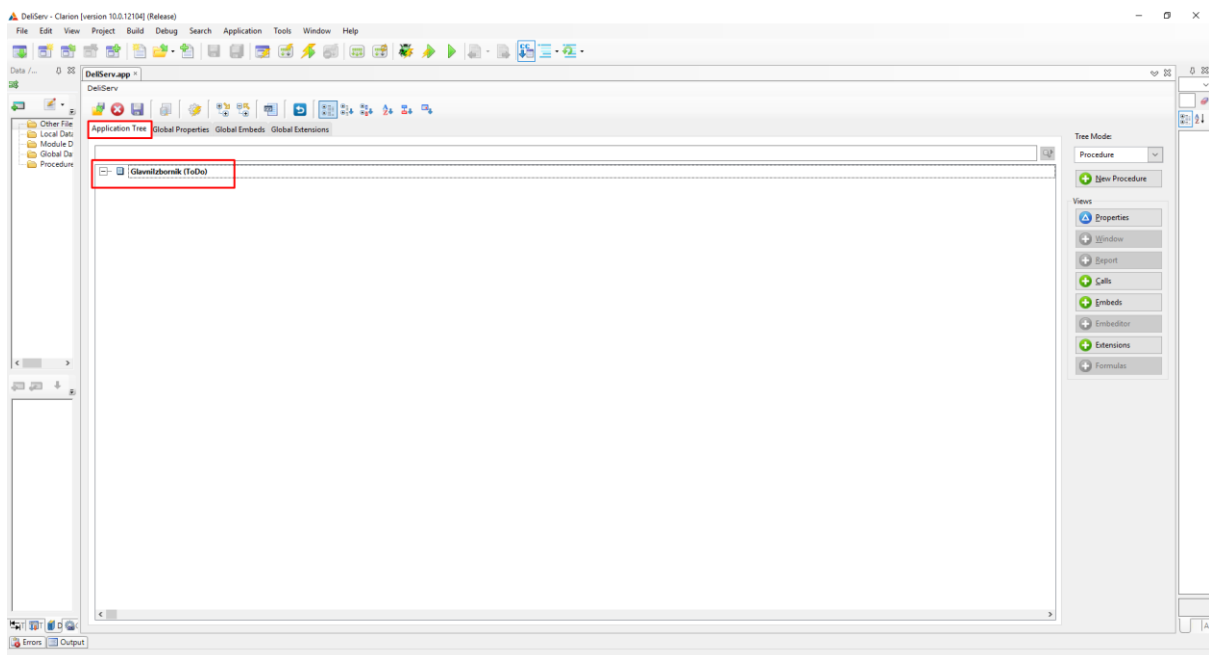 DeliServ - Clarion [version 10.0.12104] (Release)
File Edit View Project Build Debug Search Application Tools Window Help
Data /...
DeliServ.app
DeliServ
Application Tree Global Properties Global Embeds Global Extensions
Other File
Local Data
Module D
Global Da
Procedure
GlavniIzbornik (ToDo)
Tree Mode:
Procedure
New Procedure
Views
Properties
Window
Report
Calls
Embeds
Embeditor
Extensions
Formulas
Errors Output